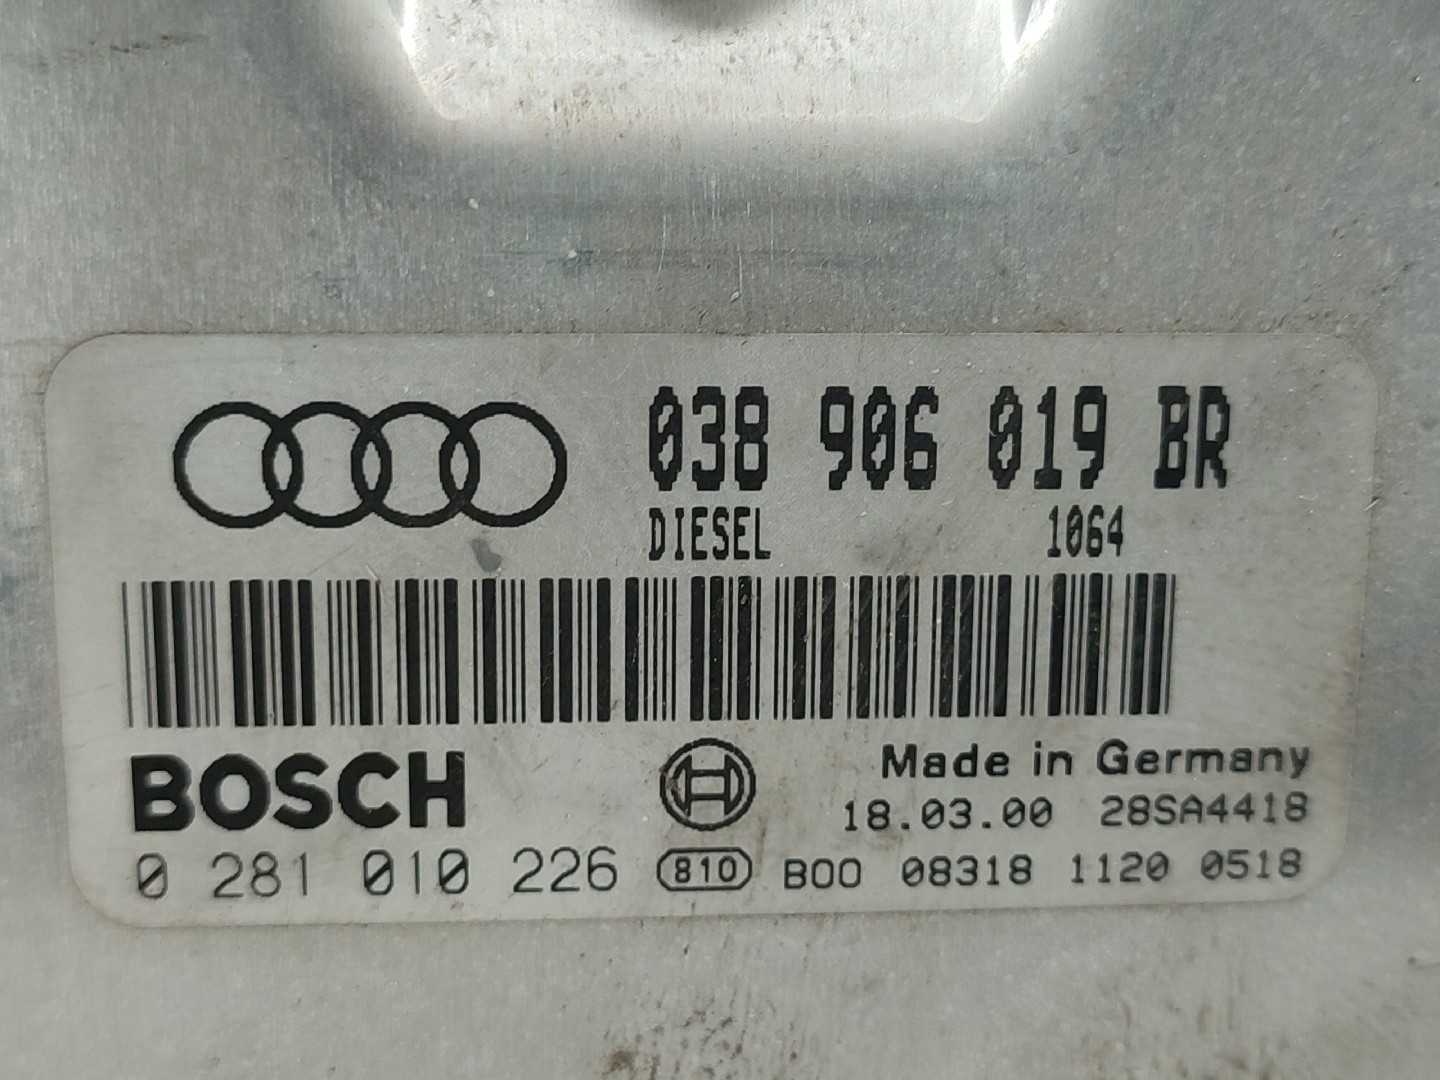 038 906 019 BR
DIESEL 1064
BOSCH
Made in Germany
18.03.00 28SA4418
0 281 010 226 810 B00 08318 1120 0518